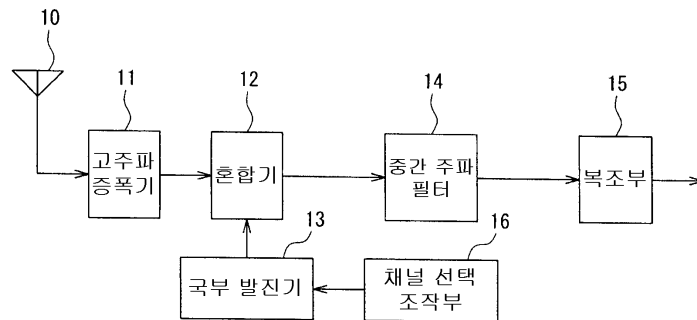 10
11
12
14
15
고주파
증폭기
혼합기
중간 주파
필터
복조부
13
16
국부 발진기
채널 선택
조작부